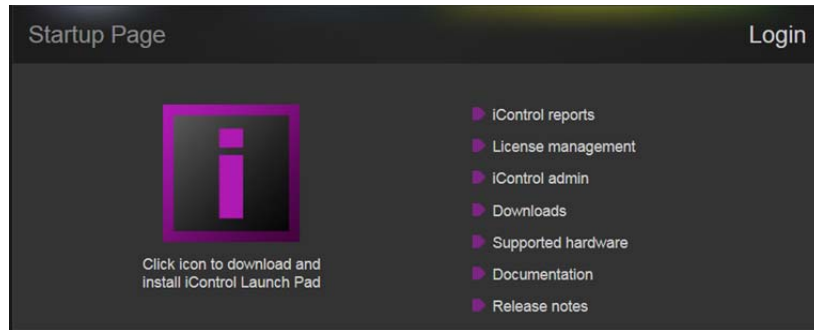 Startup Page
Login
i
Click icon to download and
install iControl Launch Pad
iControl reports
License management
iControl admin
Downloads
Supported hardware
Documentation
Release notes